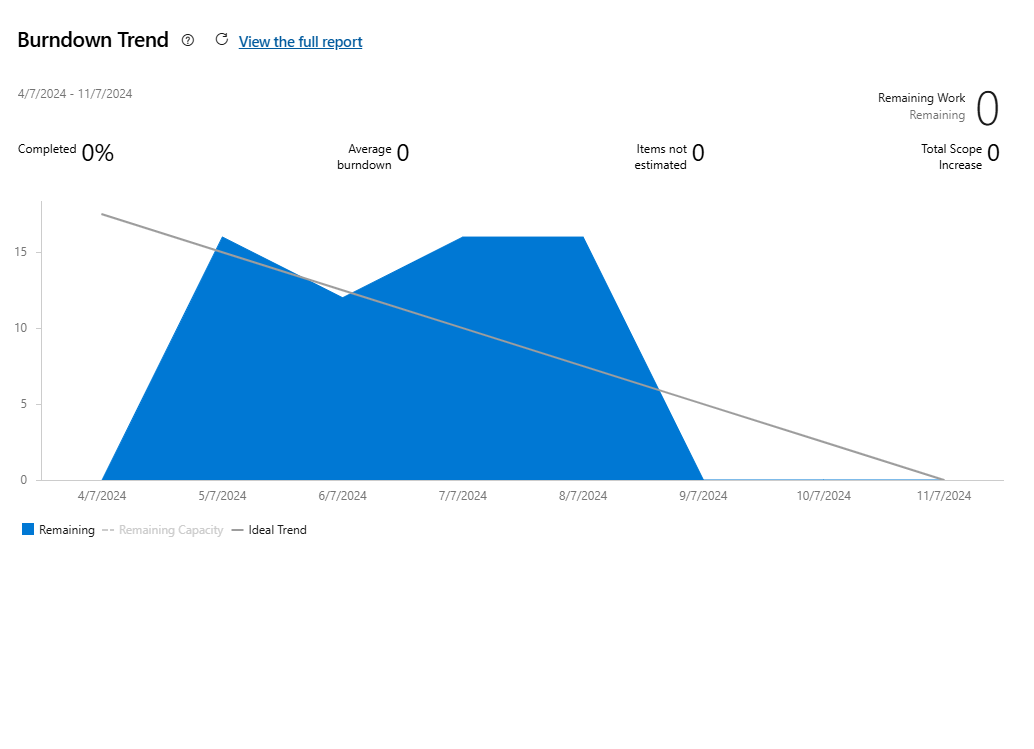 Burndown Trend View the full report
4/7/2024 - 11/7/2024
Remaining Work 0
Remaining
Completed 0%
Average burndown 0
Items not estimated 0
Total Scope Increase 0
15
10
5
0
4/7/2024 5/7/2024 6/7/2024 7/7/2024 8/7/2024 9/7/2024 10/7/2024 11/7/2024
Remaining Remaining Capacity Ideal Trend